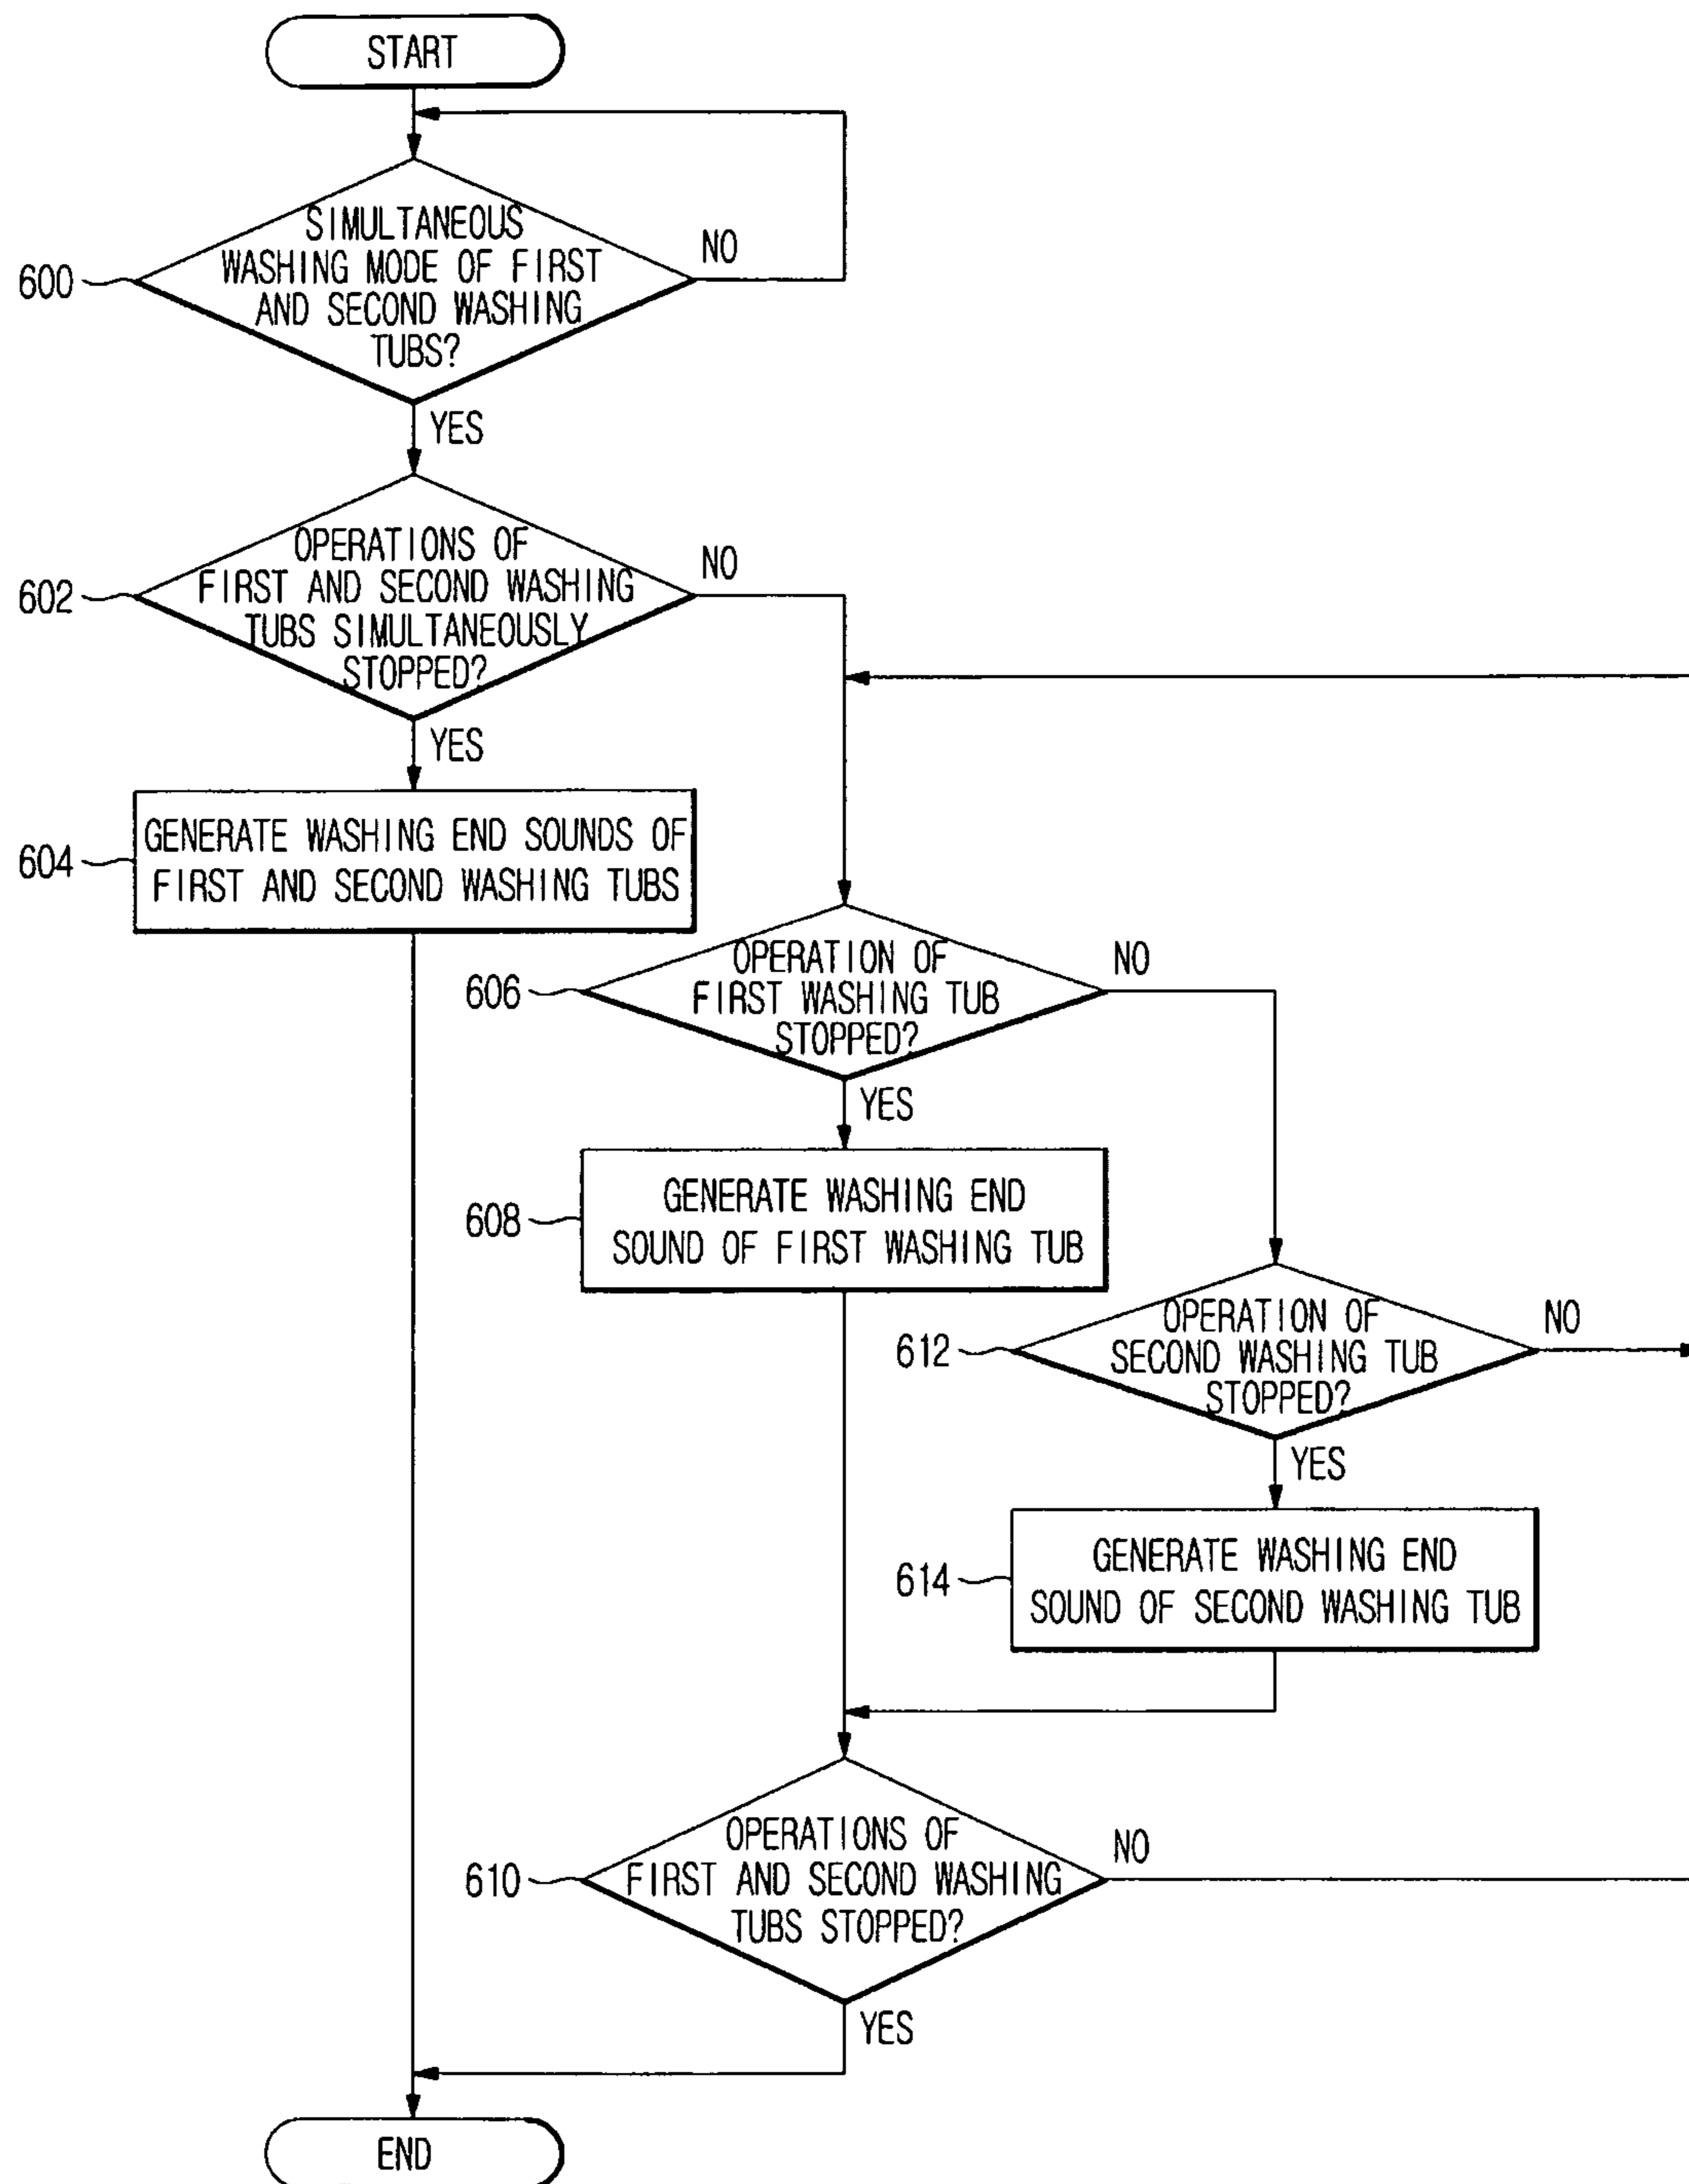 START
600
SIMULTANEOUS
WASHING MODE OF FIRST
AND SECOND WASHING
TUBS?
NO
YES
602
OPERATIONS OF
FIRST AND SECOND WASHING
TUBS SIMULTANEOUSLY
STOPPED?
NO
YES
604
GENERATE WASHING END SOUNDS OF
FIRST AND SECOND WASHING TUBS
606
OPERATION OF
FIRST WASHING TUB
STOPPED?
NO
YES
608
GENERATE WASHING END
SOUND OF FIRST WASHING TUB
612
OPERATION OF
SECOND WASHING TUB
STOPPED?
NO
YES
614
GENERATE WASHING END
SOUND OF SECOND WASHING TUB
610
OPERATIONS OF
FIRST AND SECOND WASHING
TUBS STOPPED?
NO
YES
END